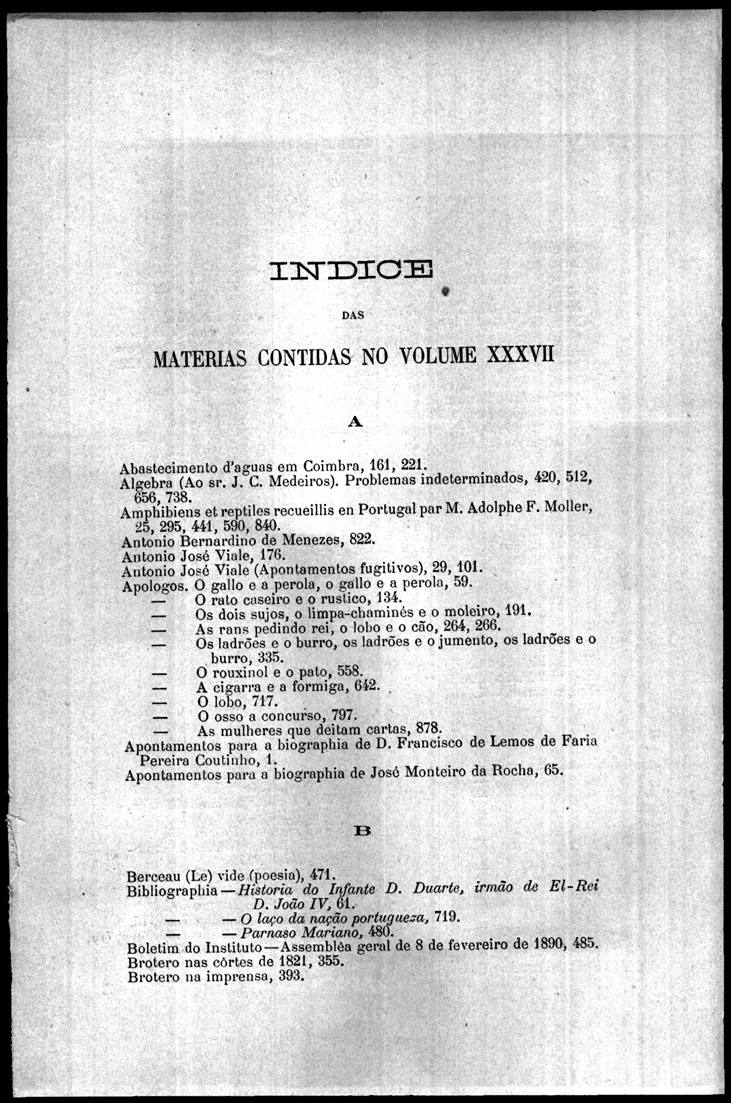 INDICE
DAS
MATERIAS CONTIDAS NO VOLUME XXXVII
A
Abastecimento d'aguas em Coimbra, 161, 221.
Algebra (Ao sr. J. C. Medeiros). Problemas indeterminados, 420, 512,
656, 738.
Amphibiens et reptiles recueillis en Portugal par M. Adolphe F. Moller,
25, 295, 441, 590, 840.
Antonio Bernardino de Menezes, 822.
Antonio José Viale, 176.
Antonio José Viale (Apontamentos fugitivos), 29, 101.
Apologos. O gallo e a perola, o gallo e a perola, 59.
— O rato caseiro e o rustico, 134.
— Os dois sujos, o limpa-chaminés e o moleiro, 191.
— As rans pedindo rei, o lobo e o cão, 264, 266.
— Os ladrões e o burro, os ladrões e o jumento, os ladrões e o
burro, 335.
— O rouxinol e o pato, 558.
— A cigarra e a formiga, 642.
— O lobo, 717.
— O osso a concurso, 797.
— As mulheres que deitam cartas, 878.
Apontamentos para a biographia de D. Francisco de Lemos de Faria
Pereira Coutinho, 1.
Apontamentos para a biographia de José Monteiro da Rocha, 65.
B
Berceau (Le) vide (poesia), 471.
Bibliographia — Historia do Infante D. Duarte, irmão de El-Rei
D. João IV, 61.
— — O laço da nação portugueza, 719.
— — Parnaso Mariano, 480.
Boletim do Instituto — Assembléa geral de 8 de fevereiro de 1890, 485.
Brotero nas côrtes de 1821, 355.
Brotero na imprensa, 393.